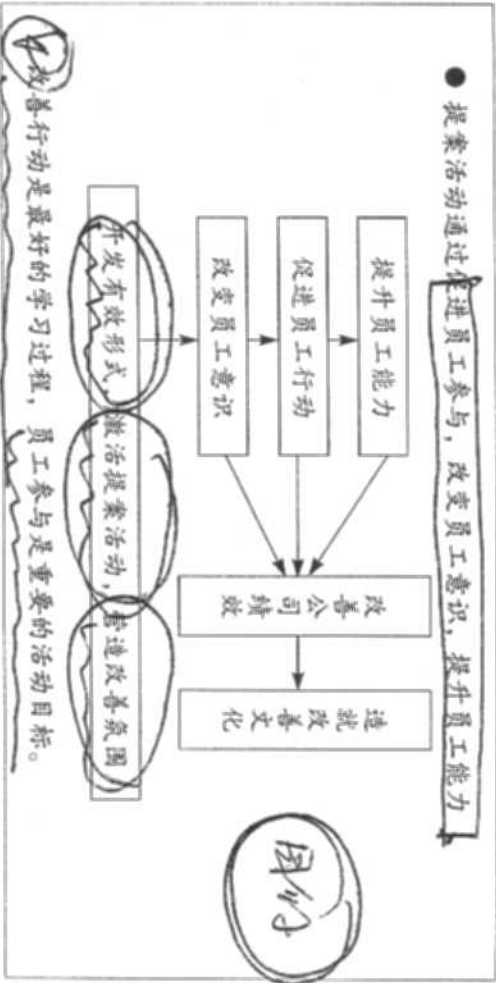 ● 提案活动通过促进员工参与，改变员工意识，提升员工能力
提升员工能力
促进员工行动
改变员工意识
改善
公司
绩效
造就
改善
文化
开发有效形式，激活提案活动，营造改善氛围
改善行动是最好的学习过程，员工参与是重要的活动目标。